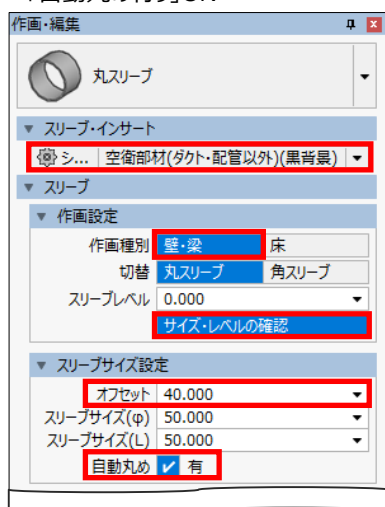 作画・編集
丸スリーブ
スリーブ・インサート
シ... 空衛部材(ダクト・配管以外)(黒背景)
スリーブ
作画設定
作画種別 壁・梁 床
切替 丸スリーブ 角スリーブ
スリーブレベル 0.000
サイズ・レベルの確認
スリーブサイズ設定
オフセット 40.000
スリーブサイズ(φ) 50.000
スリーブサイズ(L) 50.000
自動丸め 有